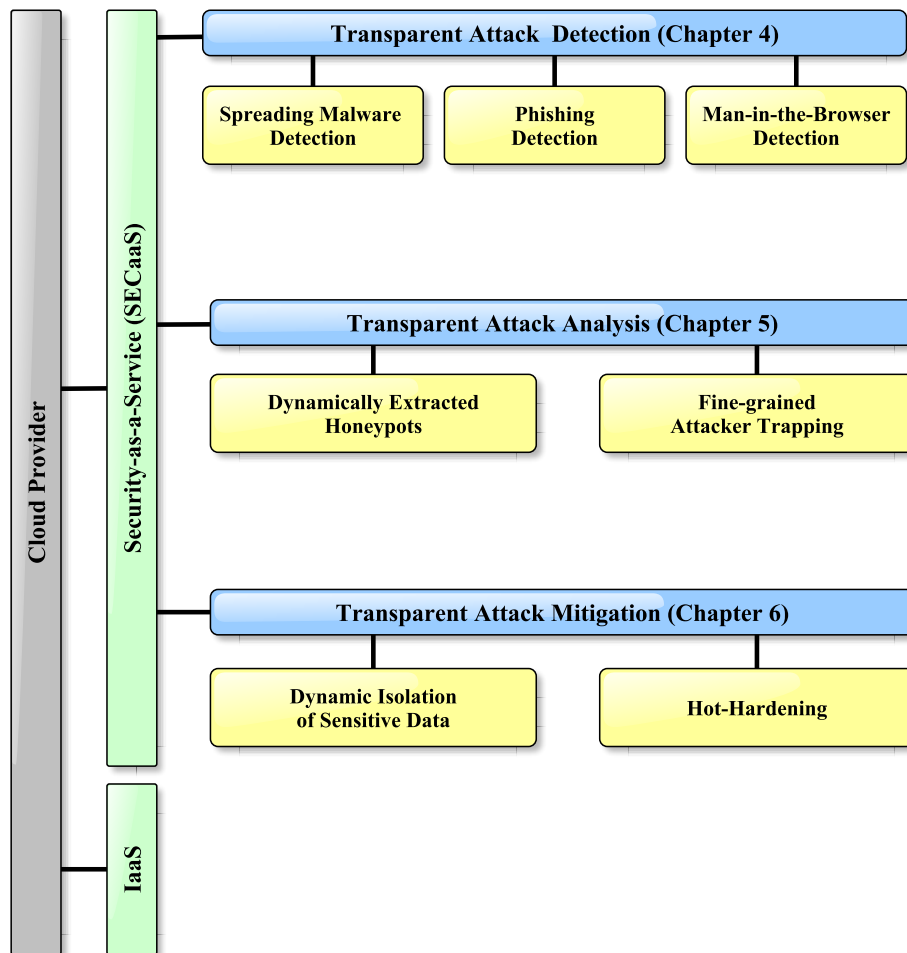 Cloud Provider
Security-as-a-Service (SECaaS)
Transparent Attack Detection (Chapter 4)
Spreading Malware
Detection
Phishing
Detection
Man-in-the-Browser
Detection
Transparent Attack Analysis (Chapter 5)
Dynamically Extracted
Honeypots
Fine-grained
Attacker Trapping
Transparent Attack Mitigation (Chapter 6)
Dynamic Isolation
of Sensitive Data
Hot-Hardening
IaaS